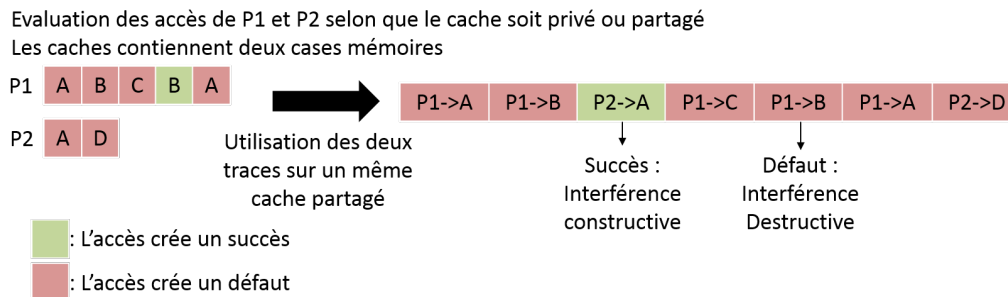 Evaluation des accès de P1 et P2 selon que le cache soit privé ou partagé
Les caches contiennent deux cases mémoires
P1 A B C B A
P2 A D
Utilisation des deux
traces sur un même
cache partagé
P1->A P1->B P2->A P1->C P1->B P1->A P2->D
Succès :
Interférence
constructive
Défaut :
Interférence
Destructive
: L'accès crée un succès
: L'accès crée un défaut